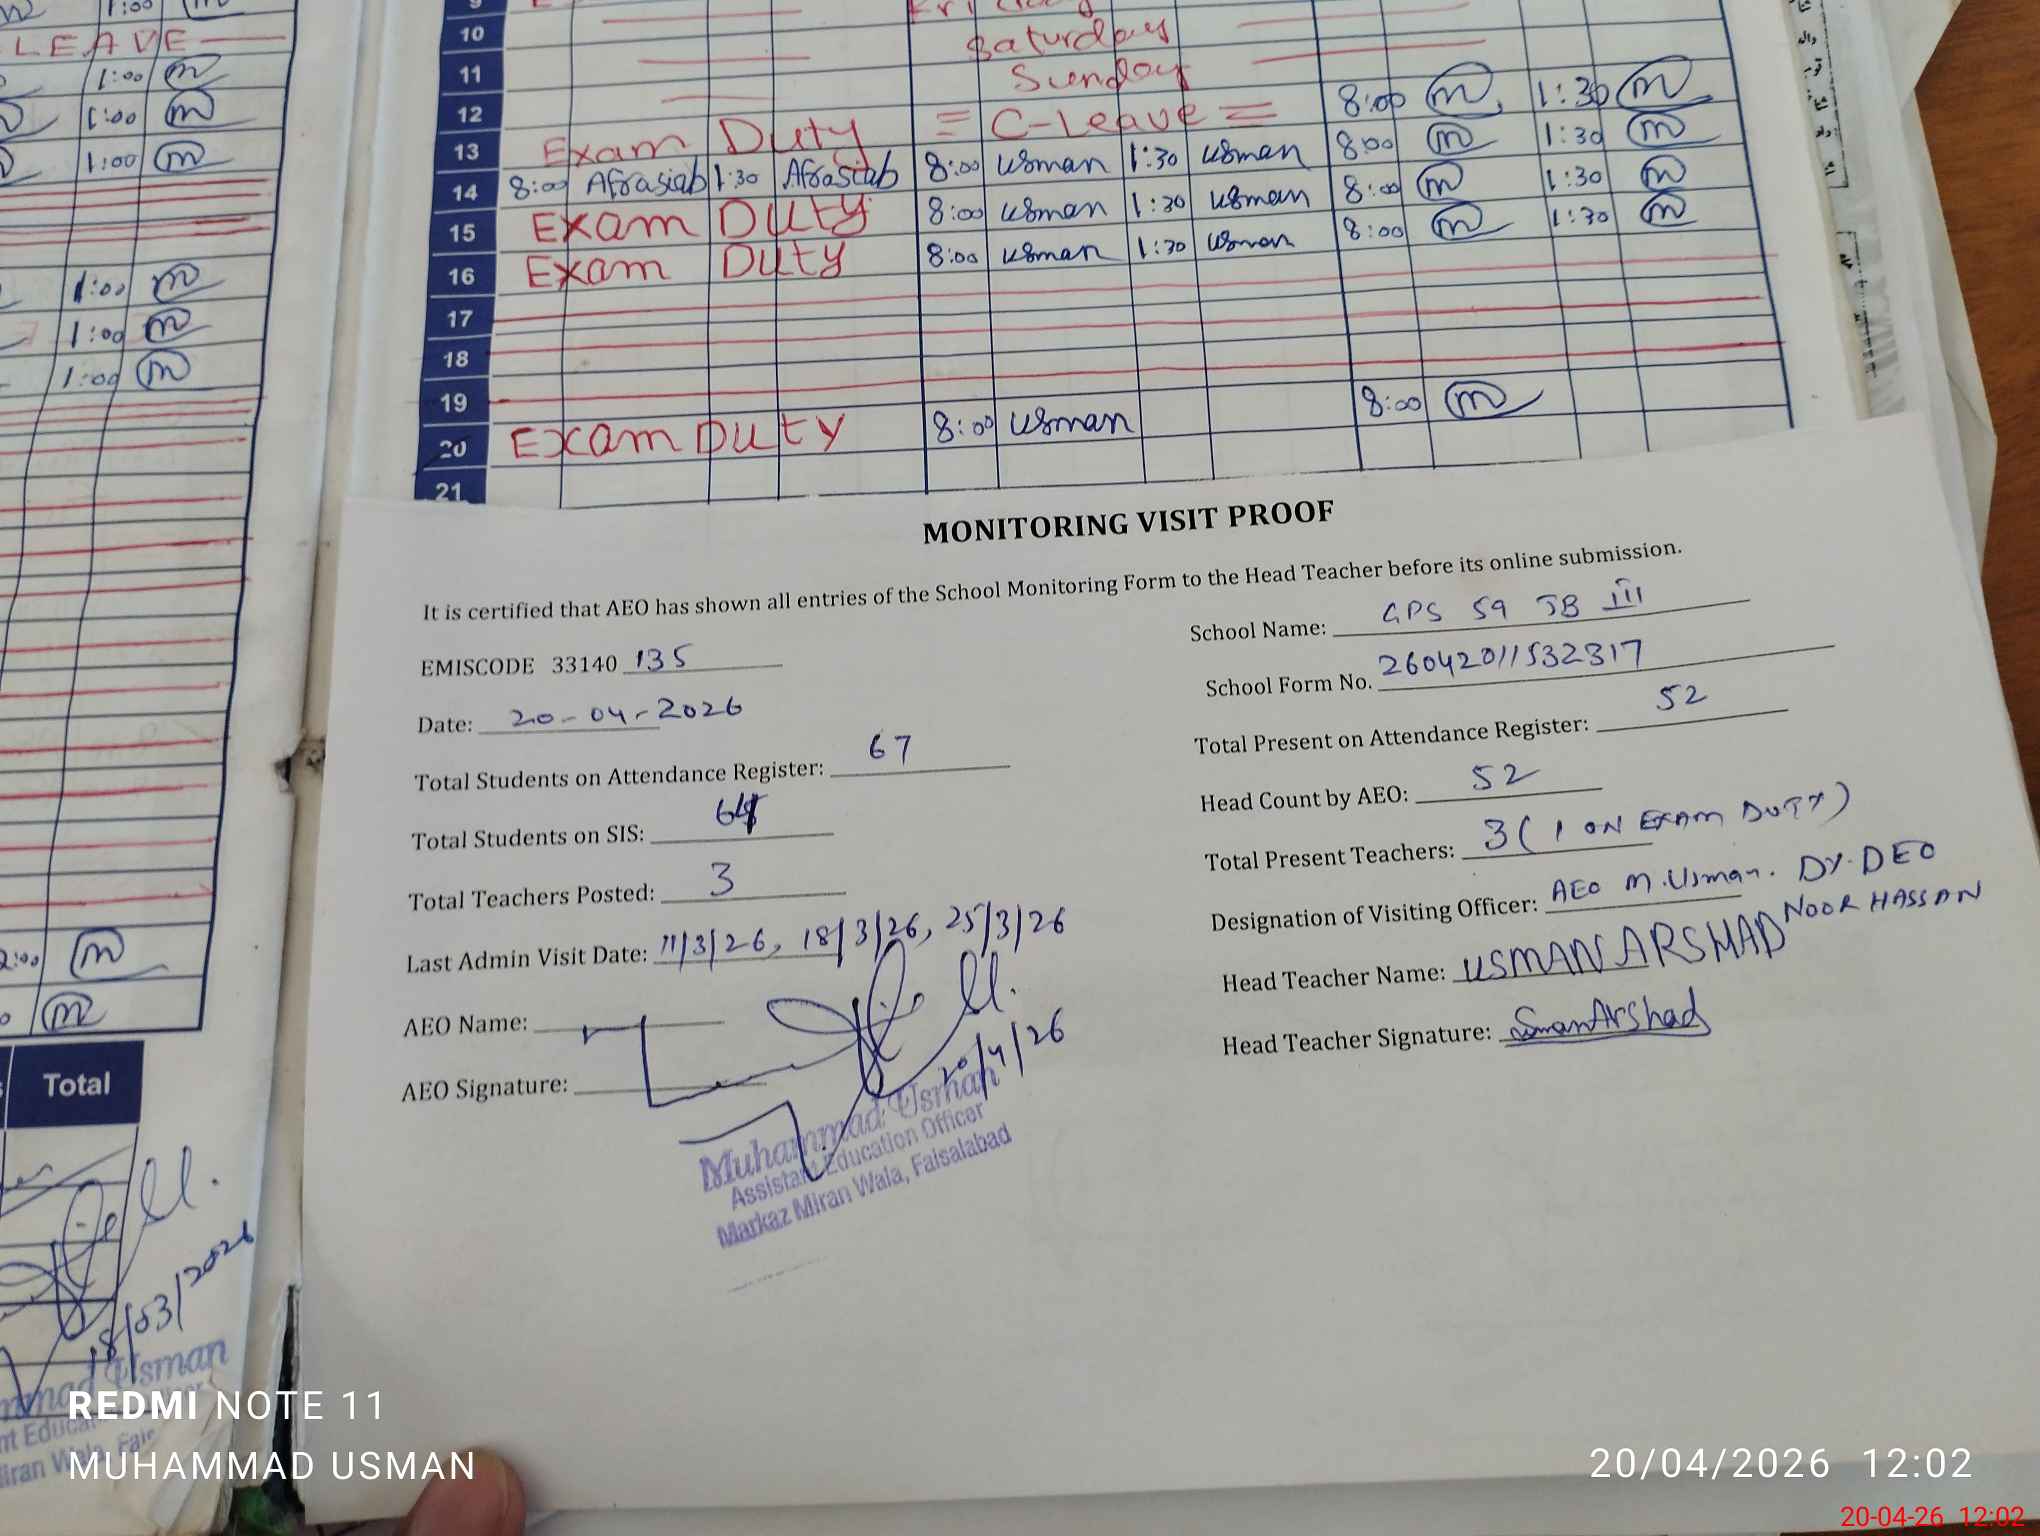 1:00
LEAVE
1:00 m
1:00 m
1:00 m
1:00 m
1:00 m
1:00 m
m
m
Total
18/03/2026
Usman
9
10 Saturday
11 Sunday
12 = C-Leave = 8:00 m 1:30 m
13 Exam Duty 8:00 usman 1:30 usman 8:00 m 1:30 m
14 8:00 Afrasiab 1:30 Afrasiab 8:00 usman 1:30 usman 8:00 m 1:30 m
15 Exam Duty 8:00 usman 1:30 usman 8:00 m 1:30 m
16 Exam Duty
17
18
19
20 Exam Duty 8:00 usman 8:00 m
21
MONITORING VISIT PROOF
It is certified that AEO has shown all entries of the School Monitoring Form to the Head Teacher before its online submission.
EMISCODE 33140 135
School Name: GPS 59 JB III
Date: 20-04-2026
School Form No. 26042011532317
Total Students on Attendance Register: 67
Total Present on Attendance Register: 52
Total Students on SIS:
Head Count by AEO: 52
Total Teachers Posted: 3
Total Present Teachers: 3 (1 ON EXAM DUTY)
Last Admin Visit Date: 11/3/26, 18/3/26, 25/3/26
Designation of Visiting Officer: AEO M.Usman. DY-DEO
NOOR HASSAN
AEO Name:
Head Teacher Name: USMAN ARSHAD
AEO Signature:
20/4/26
Head Teacher Signature: UsmanArshad
Muhammad Usman
Assistant Education Officer
Markaz Miran Wala, Faisalabad
REDMI NOTE 11
MUHAMMAD USMAN
20/04/2026 12:02
20-04-26 12:02